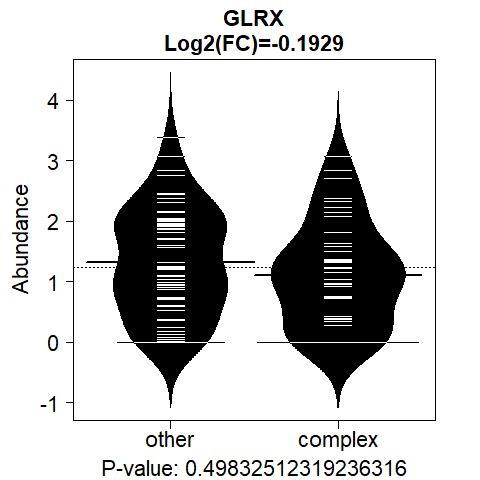 GLRX
Log2(FC)=-0.1929
Abundance
4
3
2
1
0
-1
other complex
P-value: 0.49832512319236316